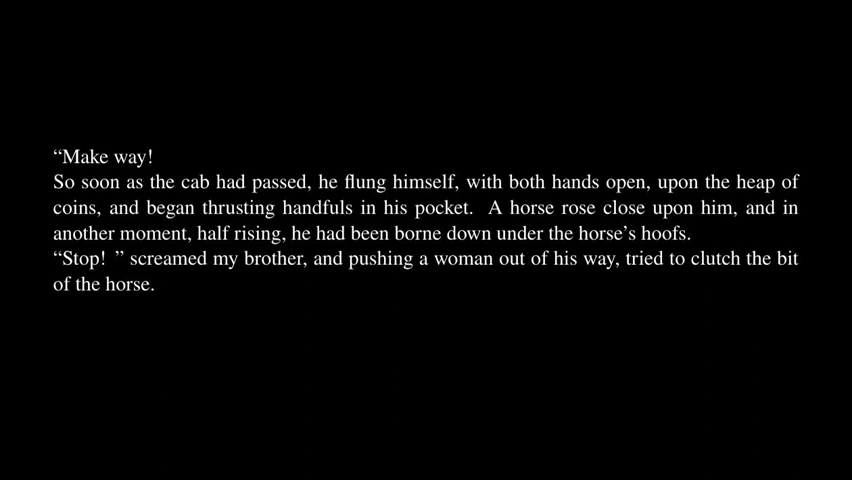 “Make way!
So soon as the cab had passed, he flung himself, with both hands open, upon the heap of
coins, and began thrusting handfuls in his pocket. A horse rose close upon him, and in
another moment, half rising, he had been borne down under the horse’s hoofs.
“Stop! ” screamed my brother, and pushing a woman out of his way, tried to clutch the bit
of the horse.